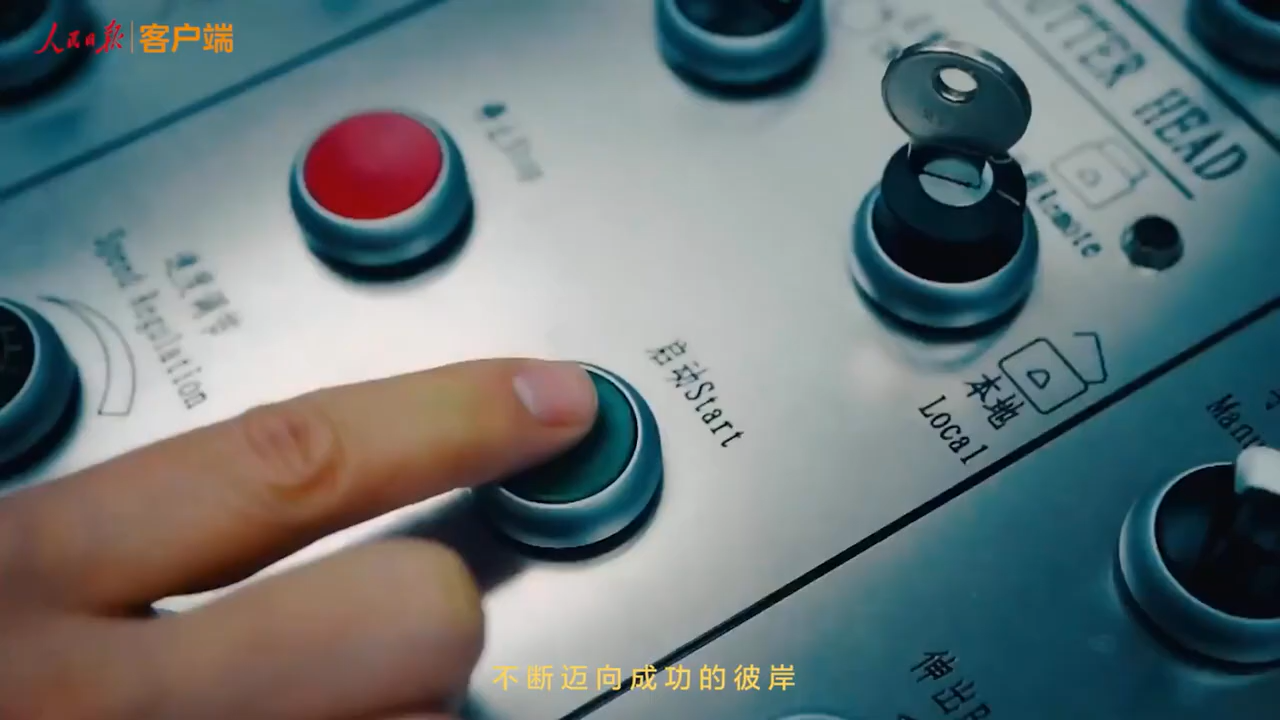 人民日报 客户端
CUTTER HEAD
Remote
速度调节
Speed Regulation
启动Start
本地
Local
伸出
不断迈向成功的彼岸